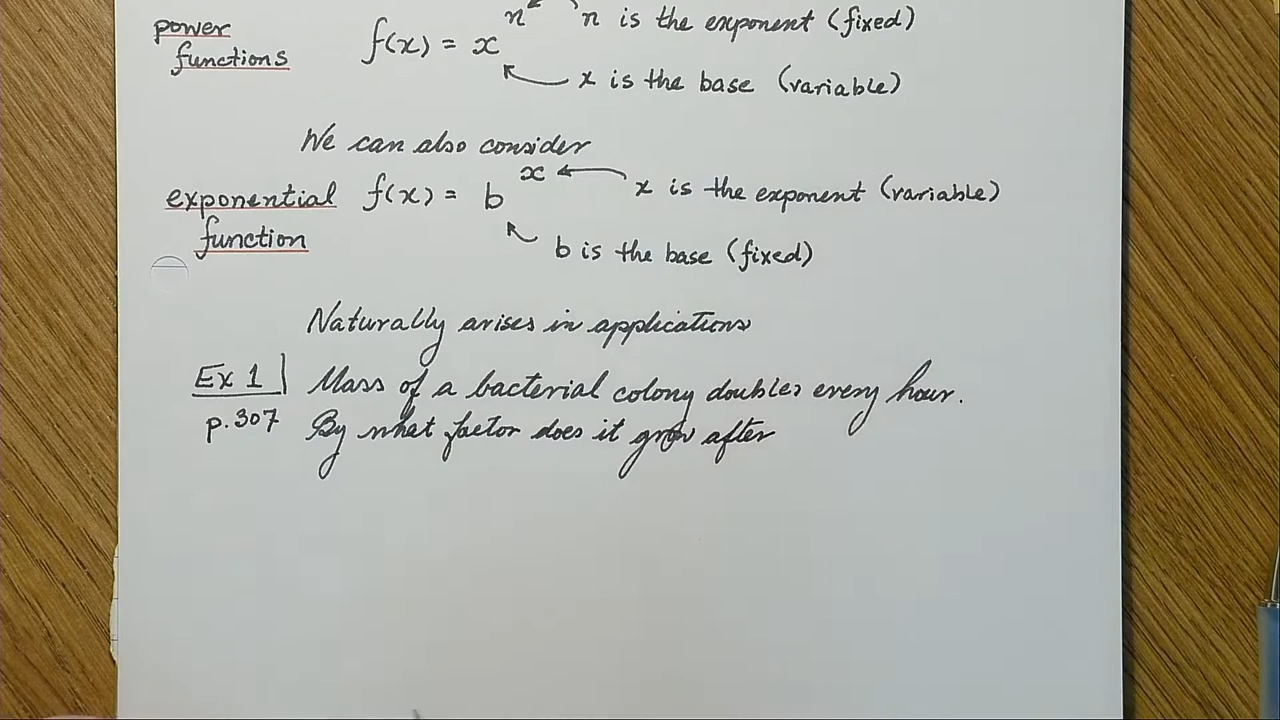 power functions f(x) = xⁿ n is the exponent (fixed)
x is the base (variable)
We can also consider
exponential function f(x) = bˣ x is the exponent (variable)
b is the base (fixed)
Naturally arises in applications
Ex 1 Mass of a bacterial colony doubles every hour.
p.307 By what factor does it grow after